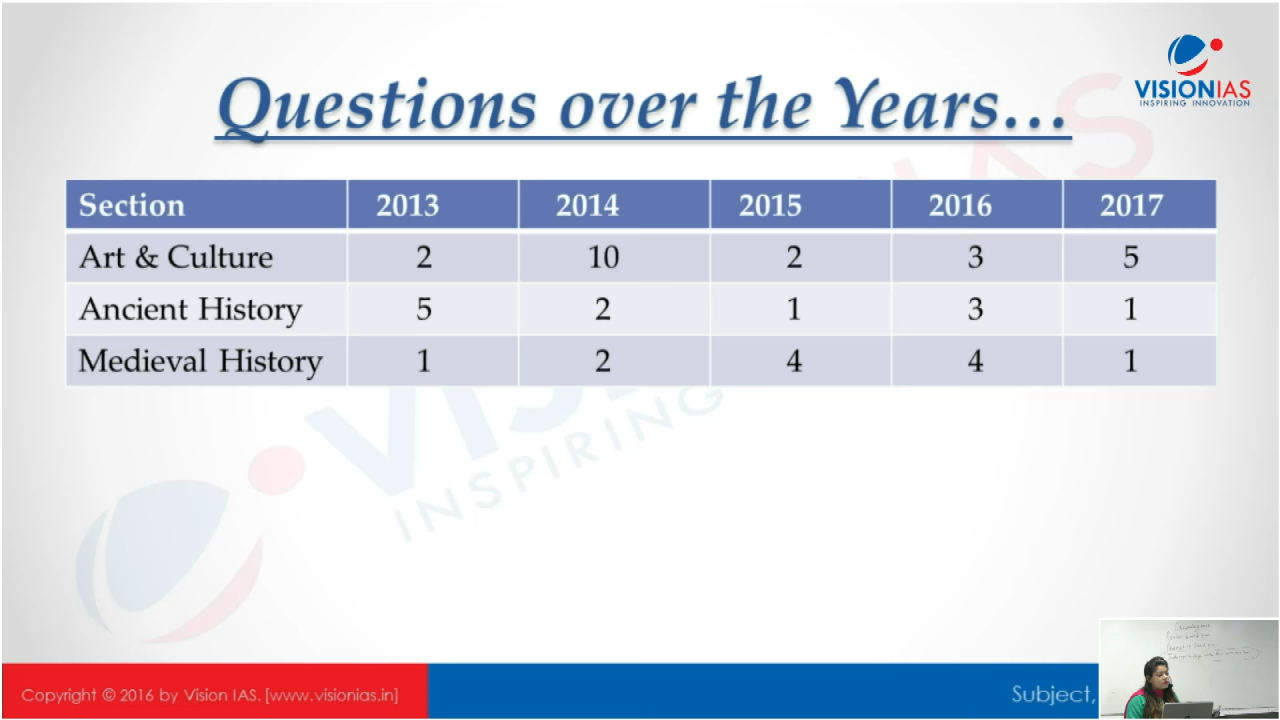 VISIONIAS
INSPIRING INNOVATION
Questions over the Years...
Section 2013 2014 2015 2016 2017
Art & Culture 2 10 2 3 5
Ancient History 5 2 1 3 1
Medieval History 1 2 4 4 1
INSPIRING
Copyright © 2016 by Vision IAS. [www.visionias.in]
Subject,